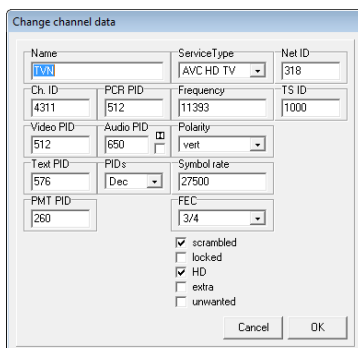 Change channel data
Name ServiceType Net ID
TVN AVC HD TV 318
Ch. ID PCR PID Frequency TS ID
4311 512 11393 1000
Video PID Audio PID Polarity
512 650 vert
Text PID PIDs Symbol rate
576 Dec 27500
PMT PID FEC
260 3/4
scrambled
locked
HD
extra
unwanted
Cancel OK